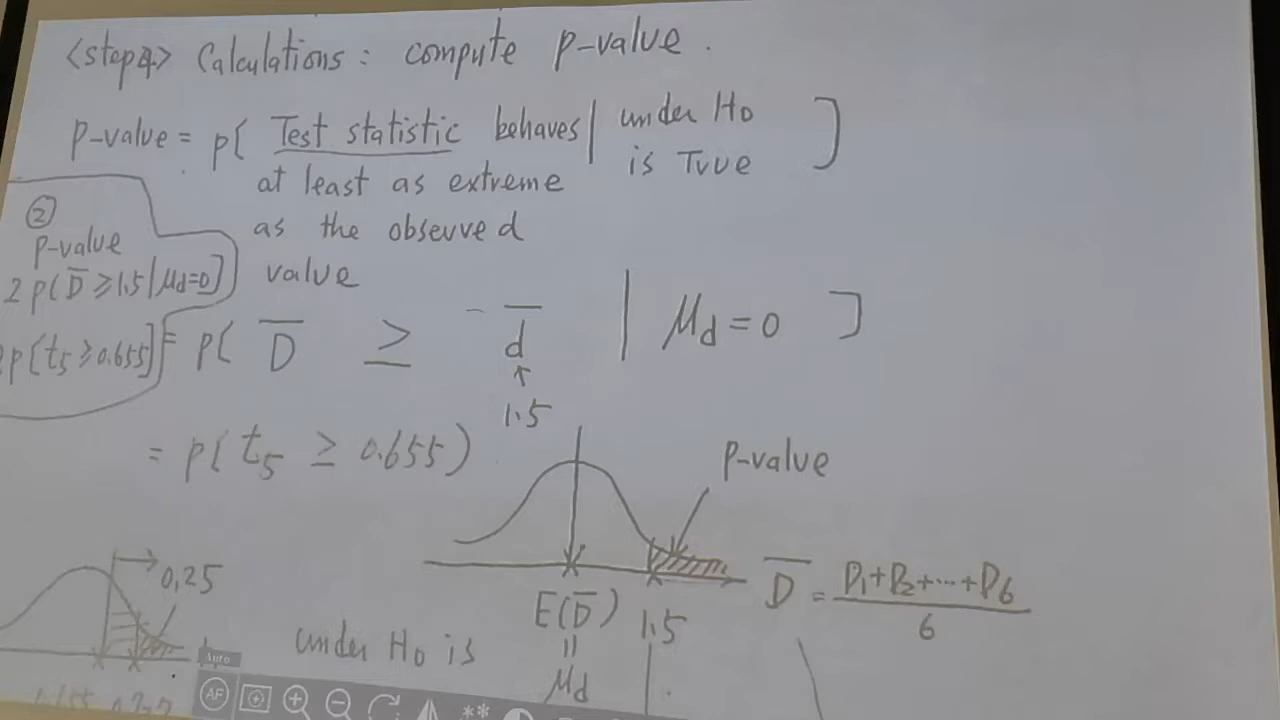 <step4> Calculations : compute p-value .
p-value = p[ Test statistic behaves | under H0
at least as extreme is True ]
as the observed
value
②
p-value
2 p[ D̅ ≥ 1.5 | μd=0 ]
p[ t5 ≥ 0.655 ]
= p[ D̅ ≥ d̅ | μd = 0 ]
↑
1.5
= p( t5 ≥ 0.655 )
p-value
0.25
E(D̅) 1.5
D̅ = D1+D2+···+D6
6
under H0 is
"
μd
Auto
AF